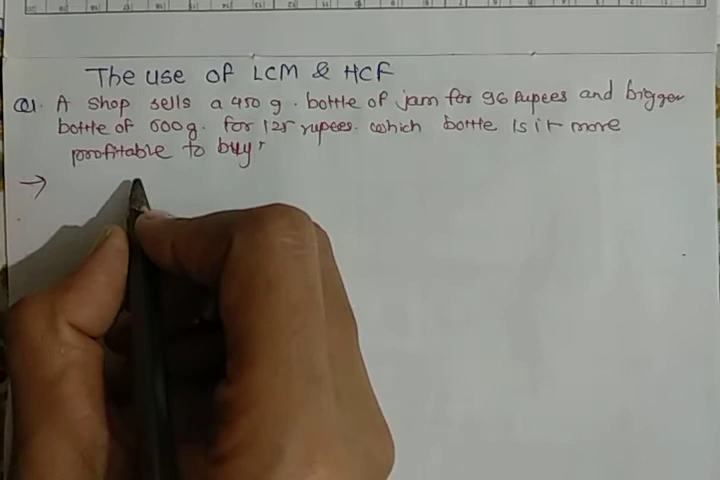 The use of LCM & HCF
Q1. A shop sells a 450 g. bottle of jam for 96 Rupees and bigger
bottle of 600 g. for 125 rupees. which bottle is it more
profitable to buy?
→